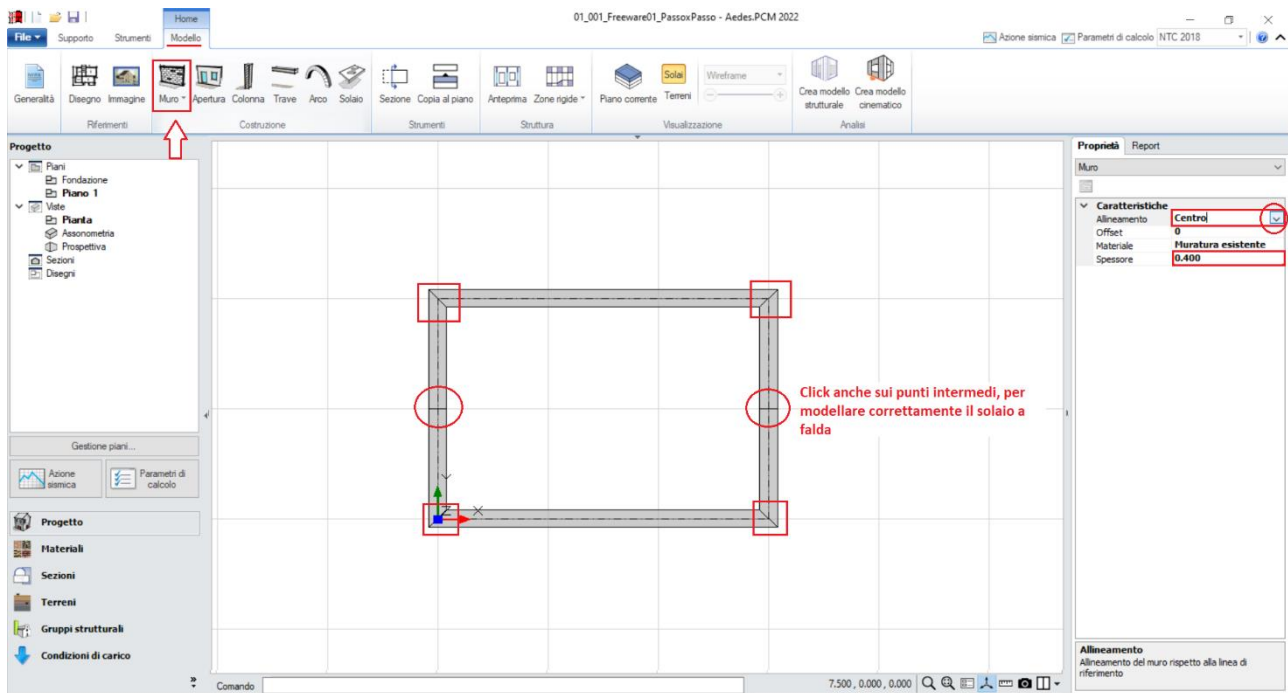 Home
01_001_Freeware01_PassoxPasso - Aedes.PCM 2022
File Supporto Strumenti Modello
Azione sismica Parametri di calcolo NTC 2018
Generalità Disegno Immagine Muro Apertura Colonna Trave Arco Solaio Sezione Copia al piano Anteprima Zone rigide Piano corrente Solai Terreni Wireframe Crea modello strutturale Crea modello cinematico
Riferimenti Costruzione Strumenti Struttura Visualizzazione Analisi
Progetto
Piani
Fondazione
Piano 1
Viste
Pianta
Assonometria
Prospettiva
Sezioni
Disegni
Gestione piani...
Azione sismica
Parametri di calcolo
Progetto
Materiali
Sezioni
Terreni
Gruppi strutturali
Condizioni di carico
Click anche sui punti intermedi, per
modellare correttamente il solaio a
falda
Y
Z X
Comando
7.500 , 0.000 , 0.000
Proprietà Report
Muro
Caratteristiche
Allineamento Centro
Offset 0
Materiale Muratura esistente
Spessore 0.400
Allineamento
Allineamento del muro rispetto alla linea di
riferimento